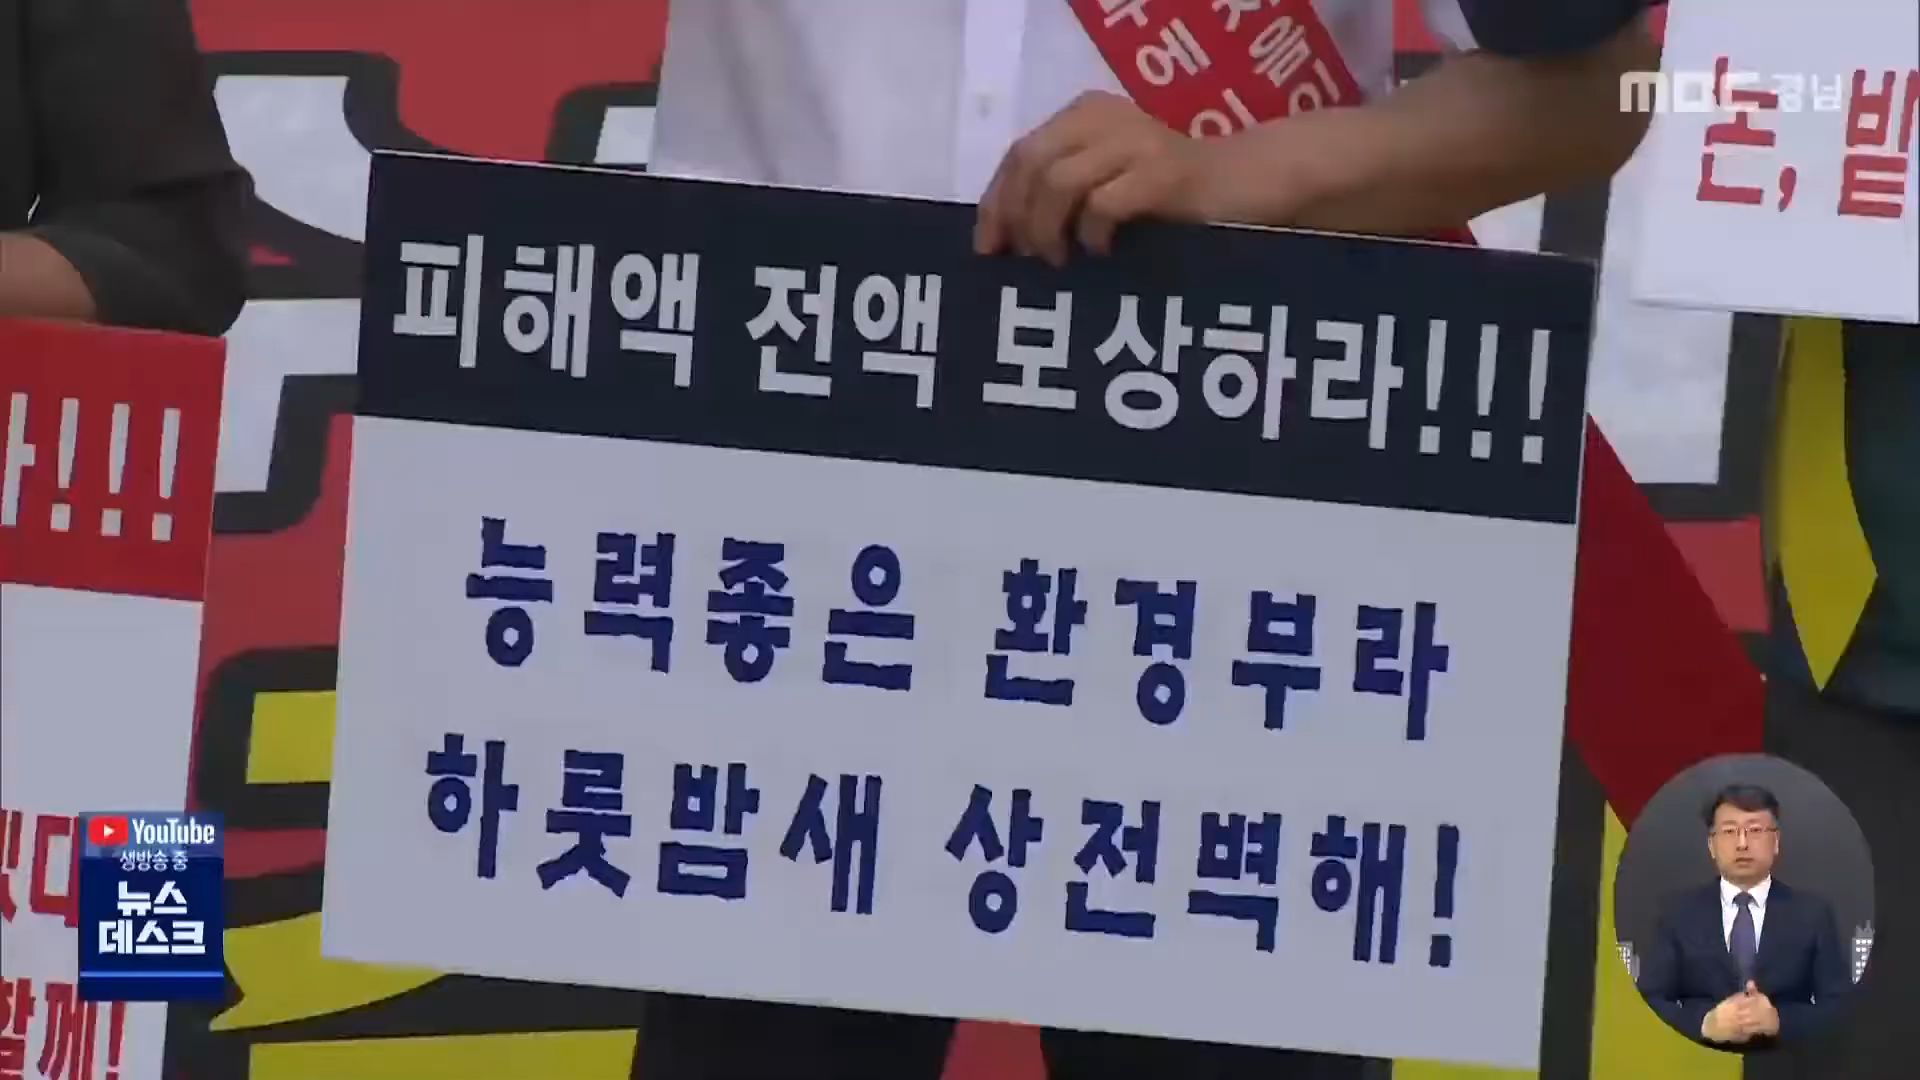 MBC경남
논, 밭
피해액 전액 보상하라!!!
능력좋은 환경부라
하룻밤새 상전벽해!
!!!
YouTube
생방송 중
뉴스
데스크
함께!